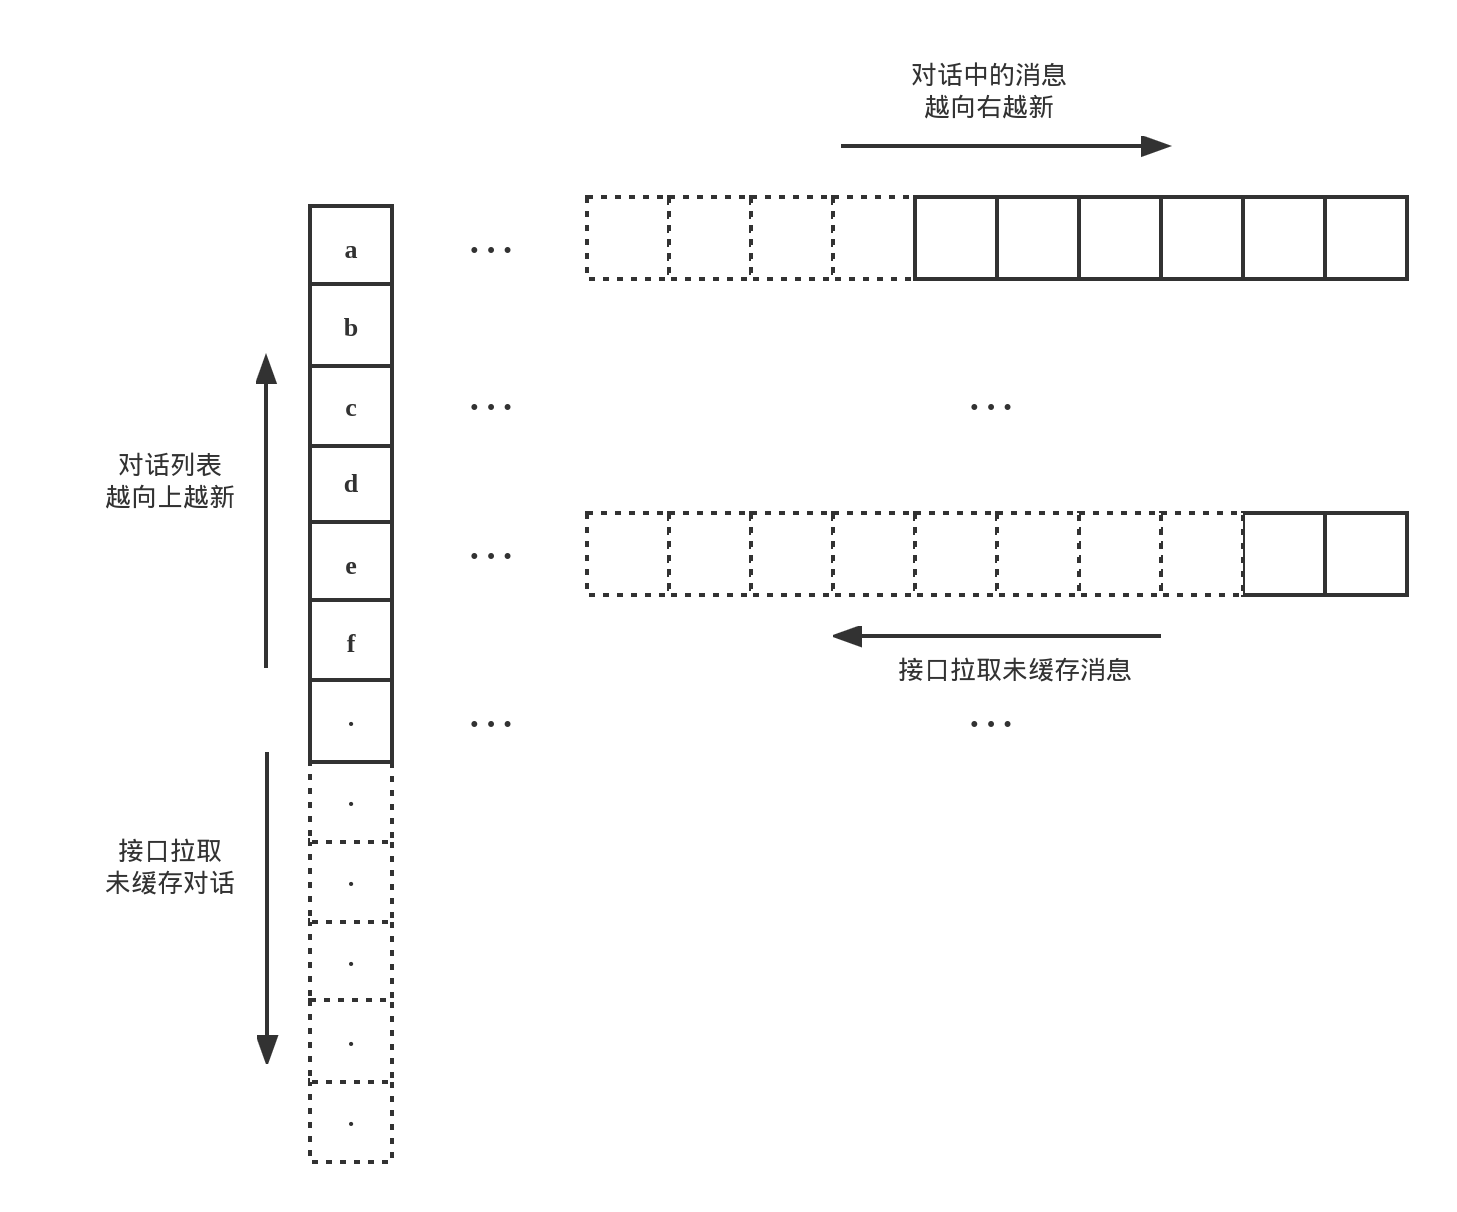 对话中的消息
越向右越新
a
...
b
c
...
...
对话列表
越向上越新
d
e
...
f
接口拉取未缓存消息
.
...
...
.
接口拉取
未缓存对话
.
.
.
.